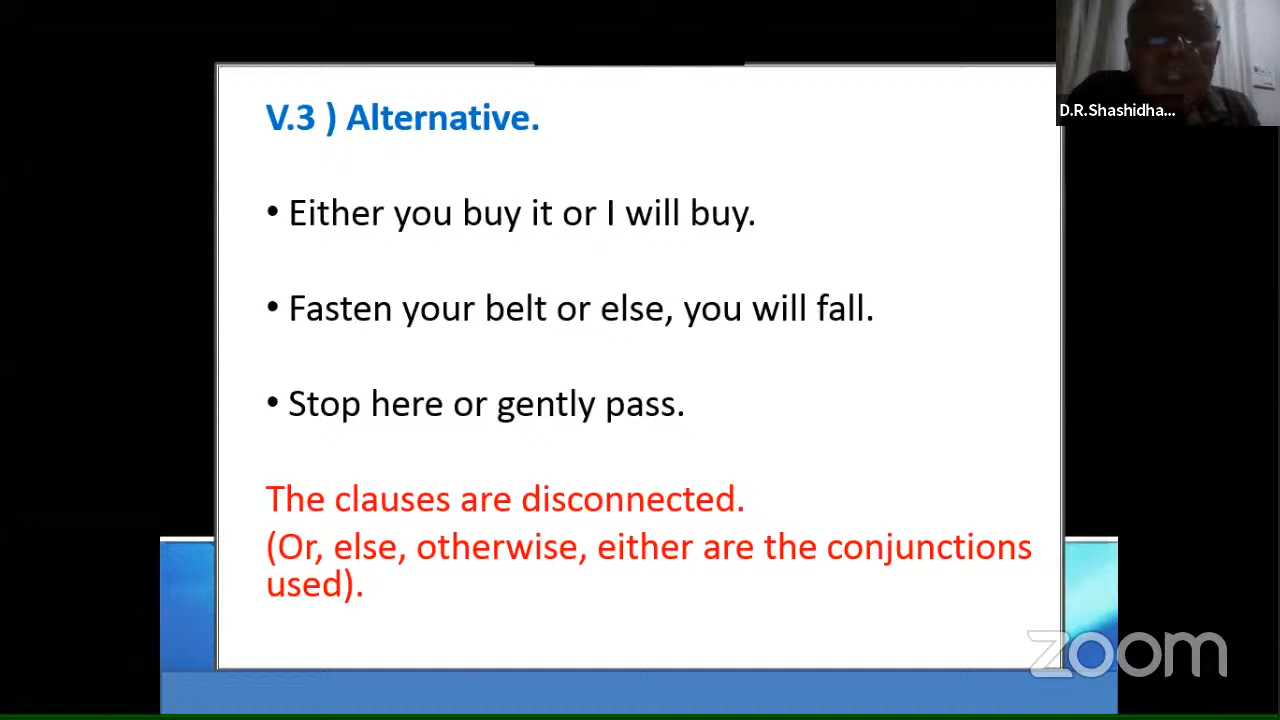 V.3 ) Alternative.
D.R.Shashidha...
• Either you buy it or I will buy.
• Fasten your belt or else, you will fall.
• Stop here or gently pass.
The clauses are disconnected.
(Or, else, otherwise, either are the conjunctions
used).
zoom